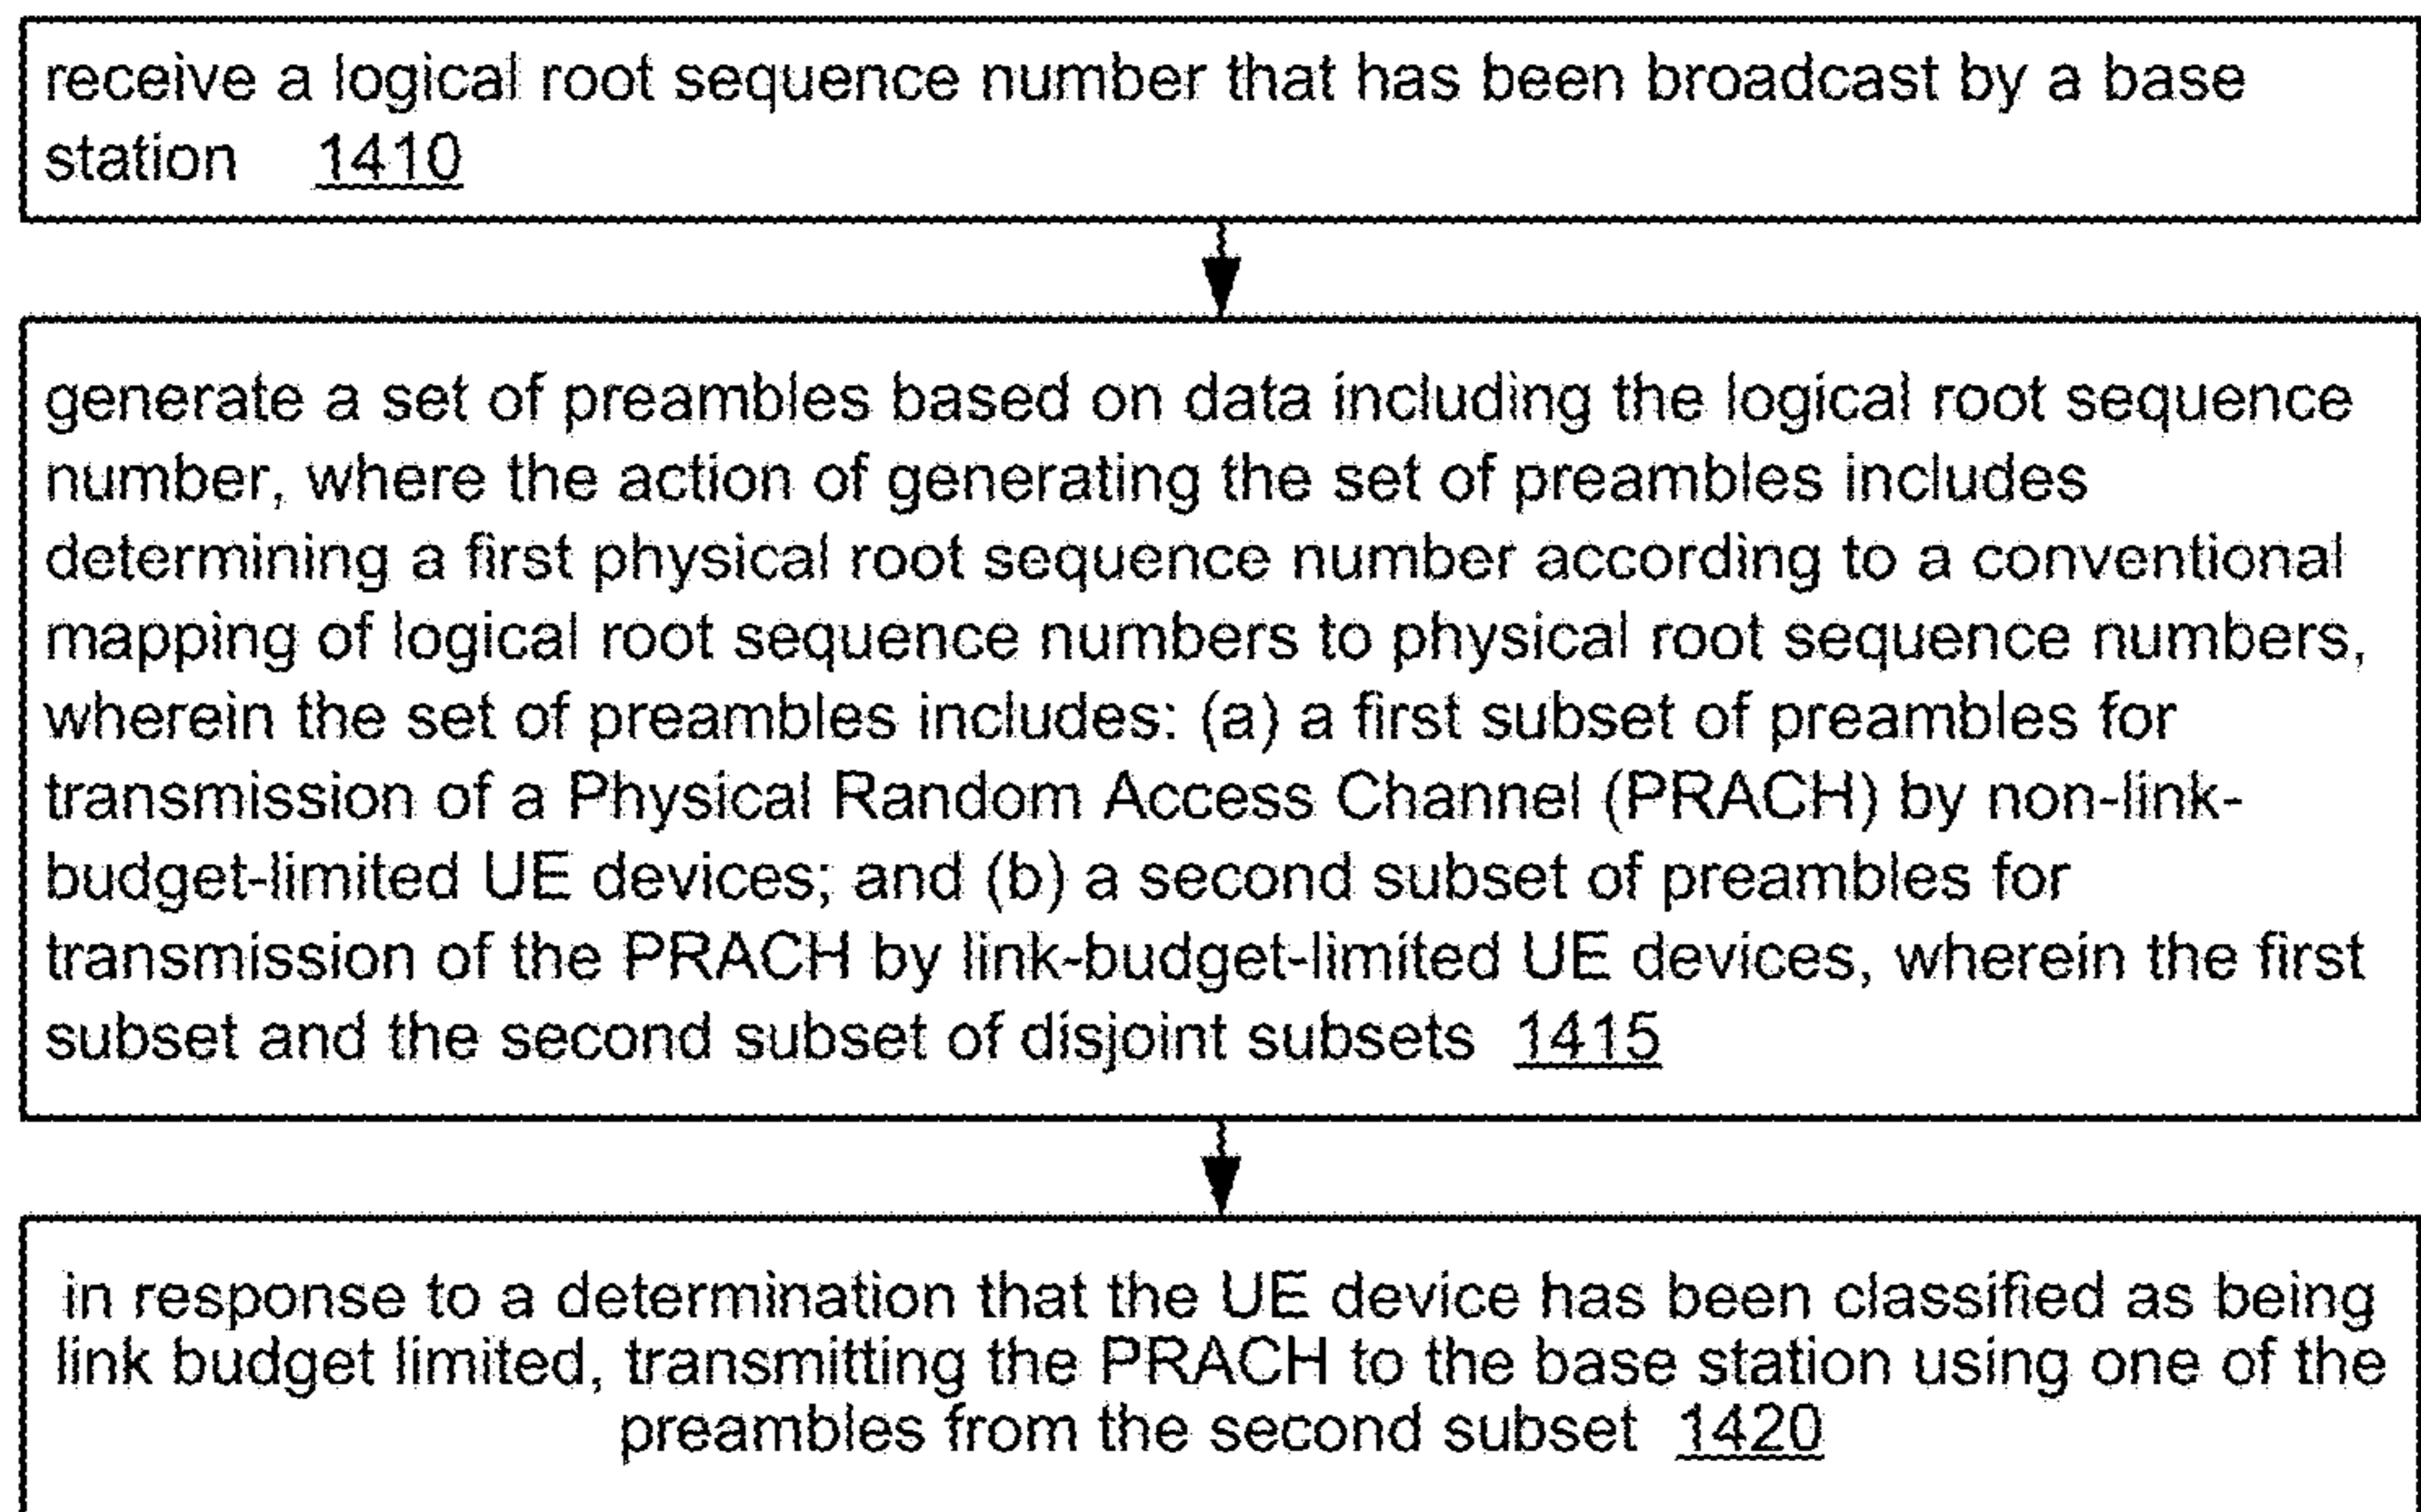 receive a logical root sequence number that has been broadcast by a base
station 1410
generate a set of preambles based on data including the logical root sequence
number, where the action of generating the set of preambles includes
determining a first physical root sequence number according to a conventional
mapping of logical root sequence numbers to physical root sequence numbers,
wherein the set of preambles includes: (a) a first subset of preambles for
transmission of a Physical Random Access Channel (PRACH) by non-link-
budget-limited UE devices; and (b) a second subset of preambles for
transmission of the PRACH by link-budget-limited UE devices, wherein the first
subset and the second subset of disjoint subsets 1415
in response to a determination that the UE device has been classified as being
link budget limited, transmitting the PRACH to the base station using one of the
preambles from the second subset 1420